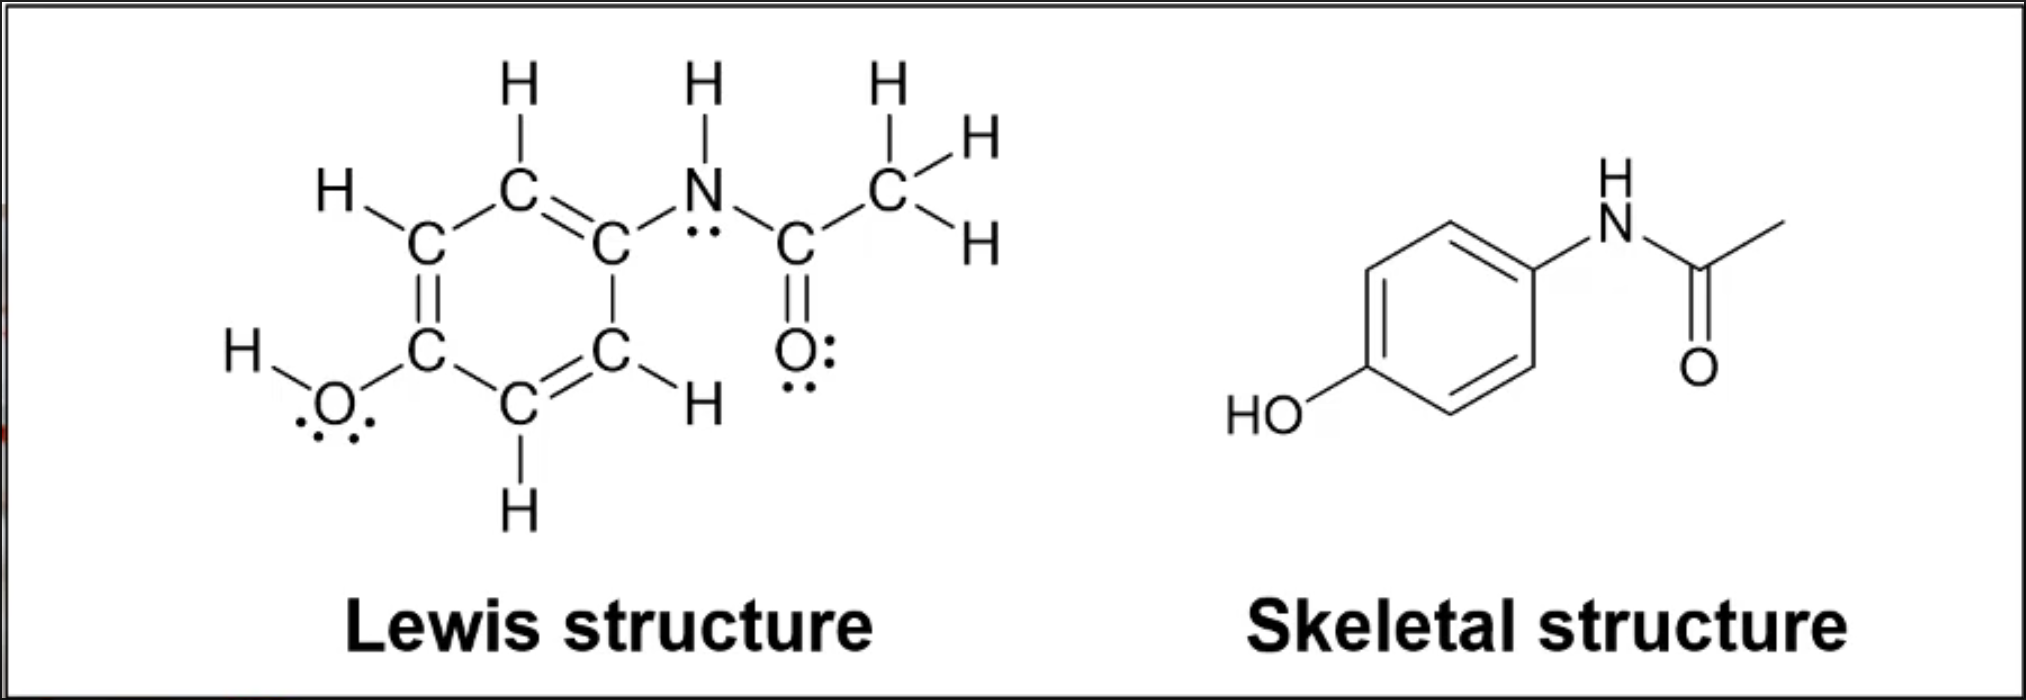 H H H
H C N C H
C C C H
H C C O
O C H
H
H
N
O
HO
Lewis structure Skeletal structure